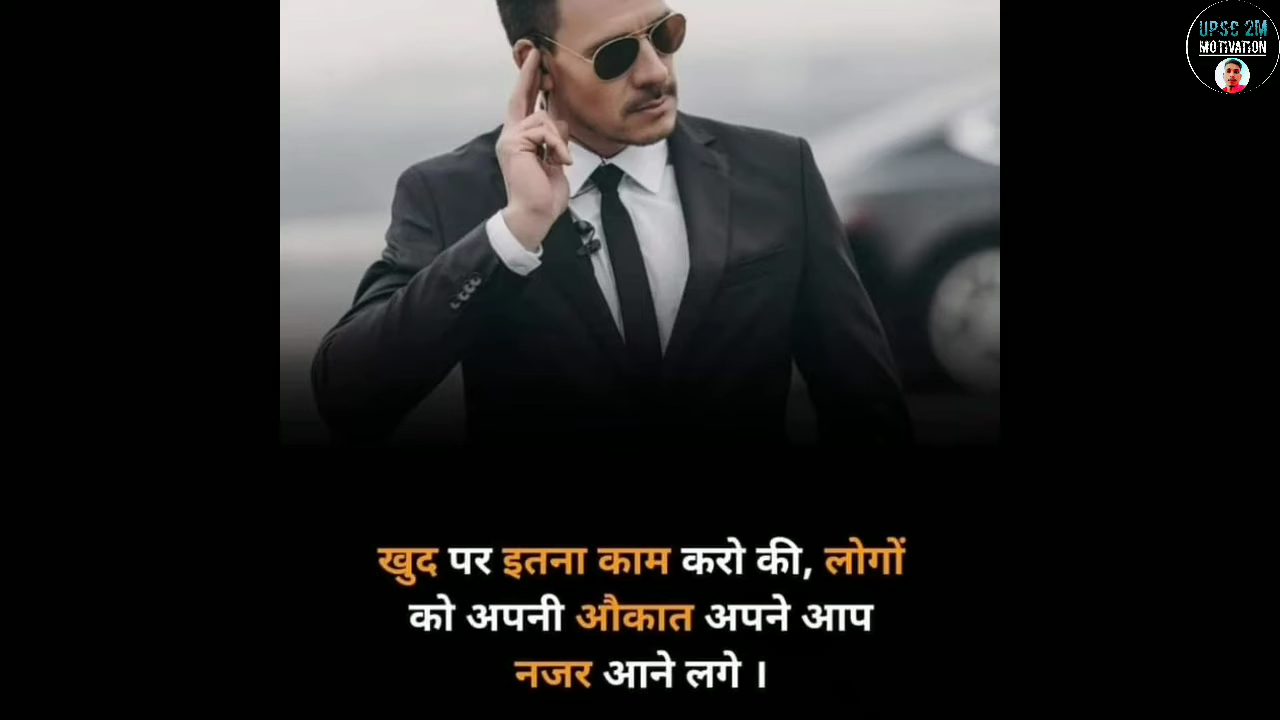 UPSC 2M
MOTIVATION
खुद पर इतना काम करो की, लोगों
को अपनी औकात अपने आप
नजर आने लगे ।